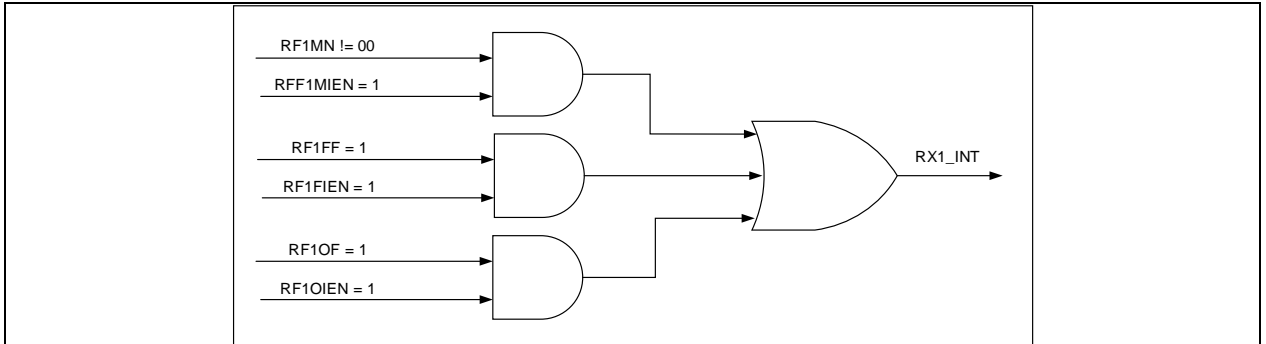 RF1MN != 00
RFF1MIEN = 1
RF1FF = 1
RF1FIEN = 1
RX1_INT
RF1OF = 1
RF1OIEN = 1